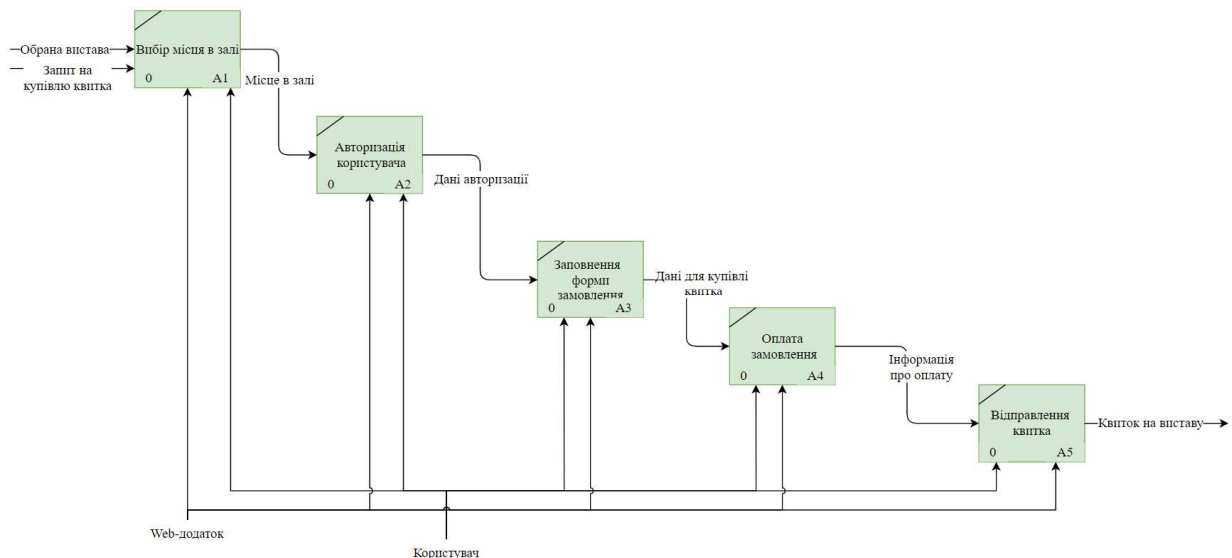 Обрана вистава
Запит на
купівлю квитка
Вибір місця в залі
0 A1
Місце в залі
Авторизація
користувача
0 A2
Дані авторизації
Заповнення
форми
замовлення
0 A3
Дані для купівлі
квитка
Оплата
замовлення
0 A4
Інформація
про оплату
Відправлення
квитка
0 A5
Квиток на виставу
Web-додаток
Користувач